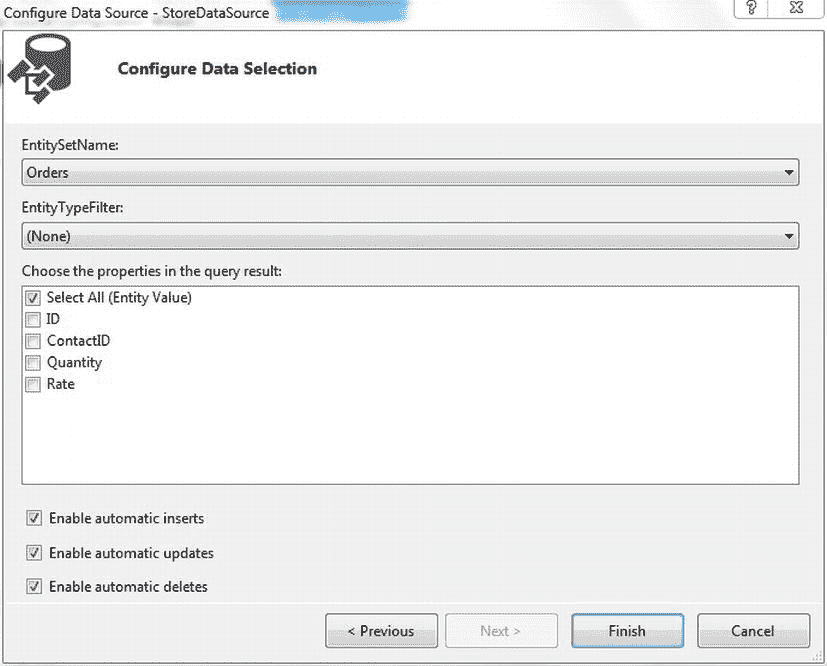 Configure Data Source - StoreDataSource
?
Configure Data Selection
EntitySetName:
Orders
EntityTypeFilter:
(None)
Choose the properties in the query result:
Select All (Entity Value)
ID
ContactID
Quantity
Rate
Enable automatic inserts
Enable automatic updates
Enable automatic deletes
< Previous
Next >
Finish
Cancel